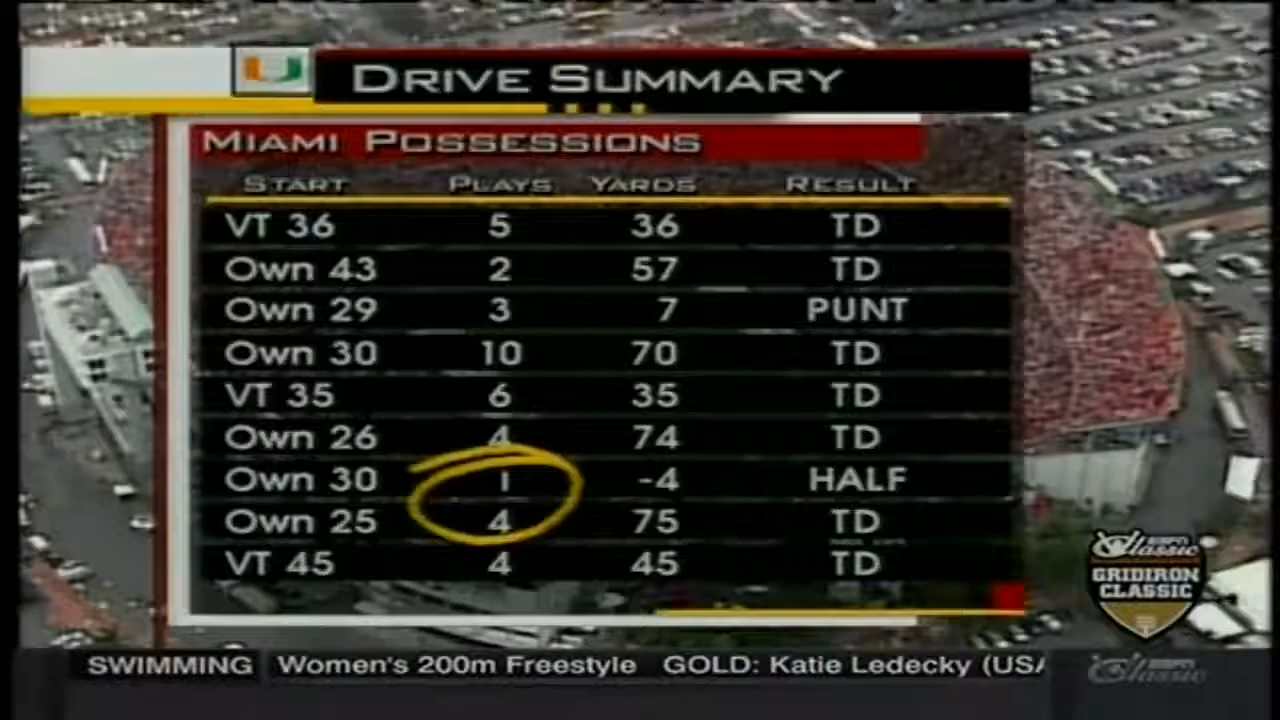 DRIVE SUMMARY
MIAMI POSSESSIONS
START PLAYS YARDS RESULT
VT 36 5 36 TD
Own 43 2 57 TD
Own 29 3 7 PUNT
Own 30 10 70 TD
VT 35 6 35 TD
Own 26 4 74 TD
Own 30 1 -4 HALF
Own 25 4 75 TD
VT 45 4 45 TD
ESPN
Classic
GRIDIRON
CLASSIC
SWIMMING Women's 200m Freestyle GOLD: Katie Ledecky (USA
ESPN
Classic